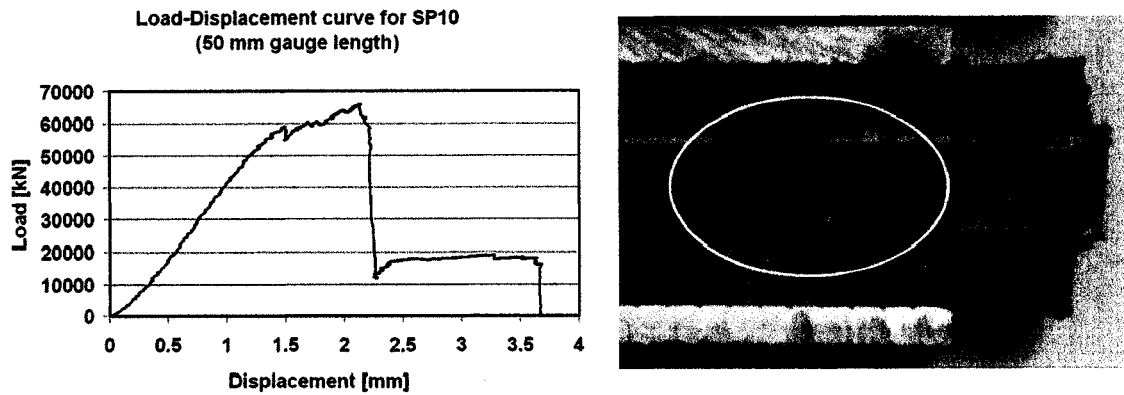 Load-Displacement curve for SP10
(50 mm gauge length)
70000
60000
50000
40000
30000
20000
10000
0
Load [kN]
0 0.5 1 1.5 2 2.5 3 3.5 4
Displacement [mm]